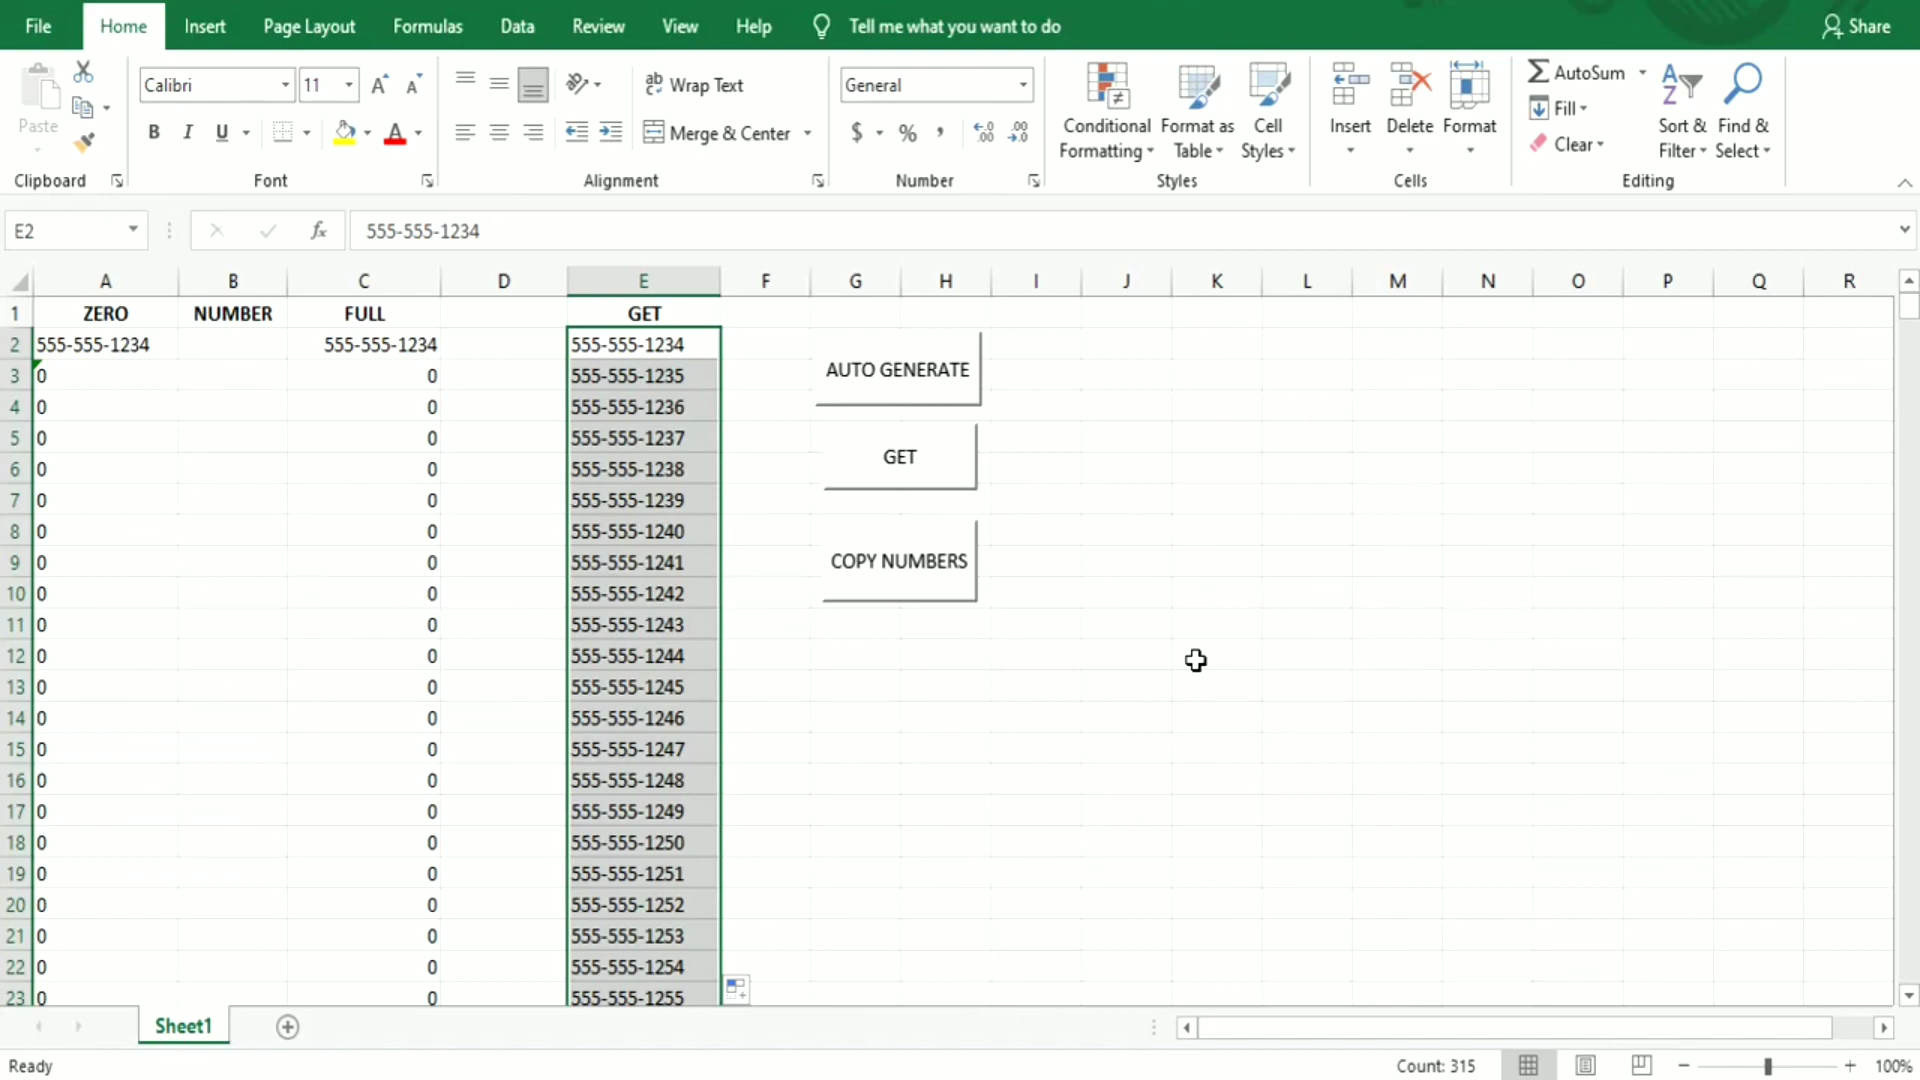 File Home Insert Page Layout Formulas Data Review View Help Tell me what you want to do Share
Paste
Calibri 11
B I U A
Wrap Text
Merge & Center
General
$ % ,
Conditional Formatting
Format as Table
Cell Styles
Insert Delete Format
AutoSum
Fill
Clear
Sort & Filter
Find & Select
Clipboard Font Alignment Number Styles Cells Editing
E2 fx 555-555-1234
A B C D E F G H I J K L M N O P Q R
1 ZERO NUMBER FULL GET
2 555-555-1234 555-555-1234 555-555-1234
3 0 0 555-555-1235
4 0 0 555-555-1236
5 0 0 555-555-1237
6 0 0 555-555-1238
7 0 0 555-555-1239
8 0 0 555-555-1240
9 0 0 555-555-1241
10 0 0 555-555-1242
11 0 0 555-555-1243
12 0 0 555-555-1244
13 0 0 555-555-1245
14 0 0 555-555-1246
15 0 0 555-555-1247
16 0 0 555-555-1248
17 0 0 555-555-1249
18 0 0 555-555-1250
19 0 0 555-555-1251
20 0 0 555-555-1252
21 0 0 555-555-1253
22 0 0 555-555-1254
23 0 0 555-555-1255
AUTO GENERATE
GET
COPY NUMBERS
Sheet1
Ready Count: 315 100%